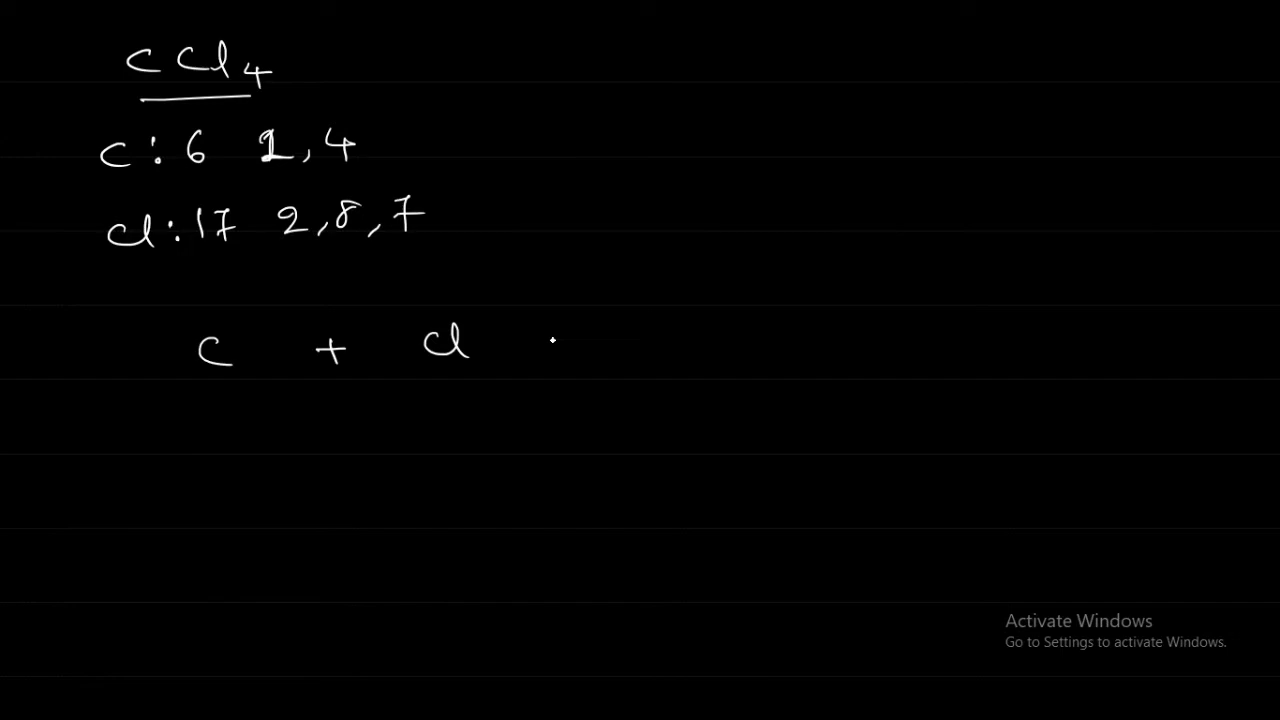 CCl4
C : 6 2, 4
Cl : 17 2, 8, 7
C + Cl
Activate Windows
Go to Settings to activate Windows.